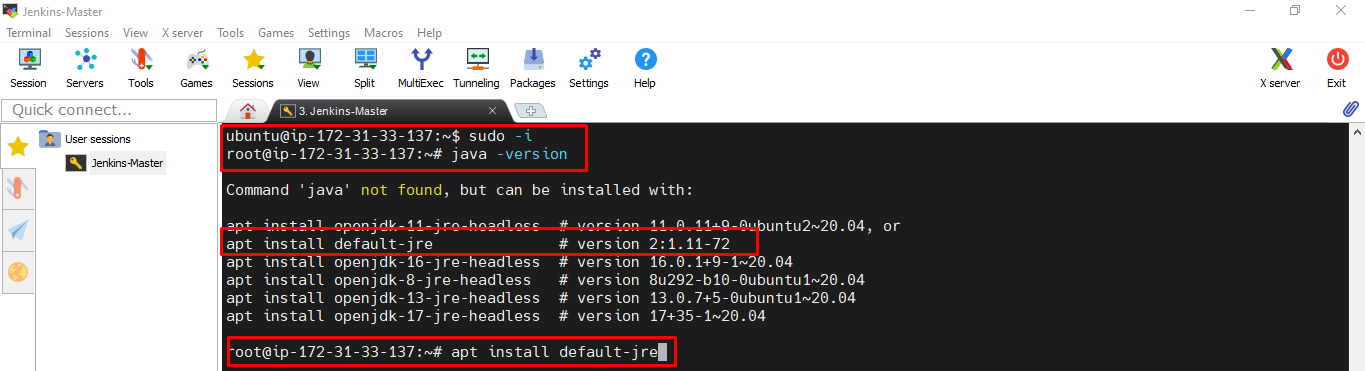 Jenkins-Master
Terminal Sessions View X server Tools Games Settings Macros Help
Session Servers Tools Games Sessions View Split MultiExec Tunneling Packages Settings Help X server Exit
Quick connect...
3. Jenkins-Master
User sessions
Jenkins-Master
ubuntu@ip-172-31-33-137:~$ sudo -i
root@ip-172-31-33-137:~# java -version
Command 'java' not found, but can be installed with:
apt install openjdk-11-jre-headless # version 11.0.11+9-0ubuntu2~20.04, or
apt install default-jre # version 2:1.11-72
apt install openjdk-16-jre-headless # version 16.0.1+9-1~20.04
apt install openjdk-8-jre-headless # version 8u292-b10-0ubuntu1~20.04
apt install openjdk-13-jre-headless # version 13.0.7+5-0ubuntu1~20.04
apt install openjdk-17-jre-headless # version 17+35-1~20.04
root@ip-172-31-33-137:~# apt install default-jre